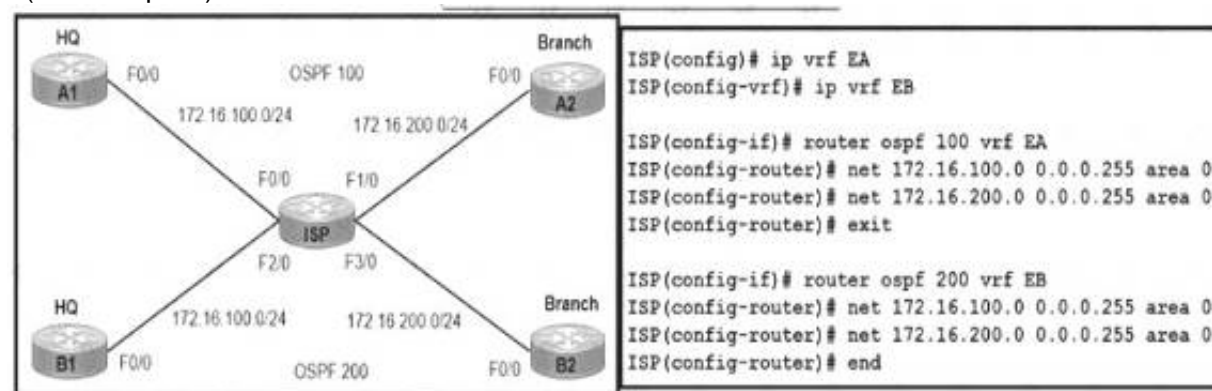 HQ
Branch
F0/0
OSPF 100
F0/0
A1
A2
172.16.100.0/24
172.16.200.0/24
F0/0
F1/0
ISP
F2/0
F3/0
HQ
Branch
172.16.100.0/24
172.16.200.0/24
B1
F0/0
OSPF 200
F0/0
B2
ISP(config)# ip vrf EA
ISP(config-vrf)# ip vrf EB
ISP(config-if)# router ospf 100 vrf EA
ISP(config-router)# net 172.16.100.0 0.0.0.255 area 0
ISP(config-router)# net 172.16.200.0 0.0.0.255 area 0
ISP(config-router)# exit
ISP(config-if)# router ospf 200 vrf EB
ISP(config-router)# net 172.16.100.0 0.0.0.255 area 0
ISP(config-router)# net 172.16.200.0 0.0.0.255 area 0
ISP(config-router)# end